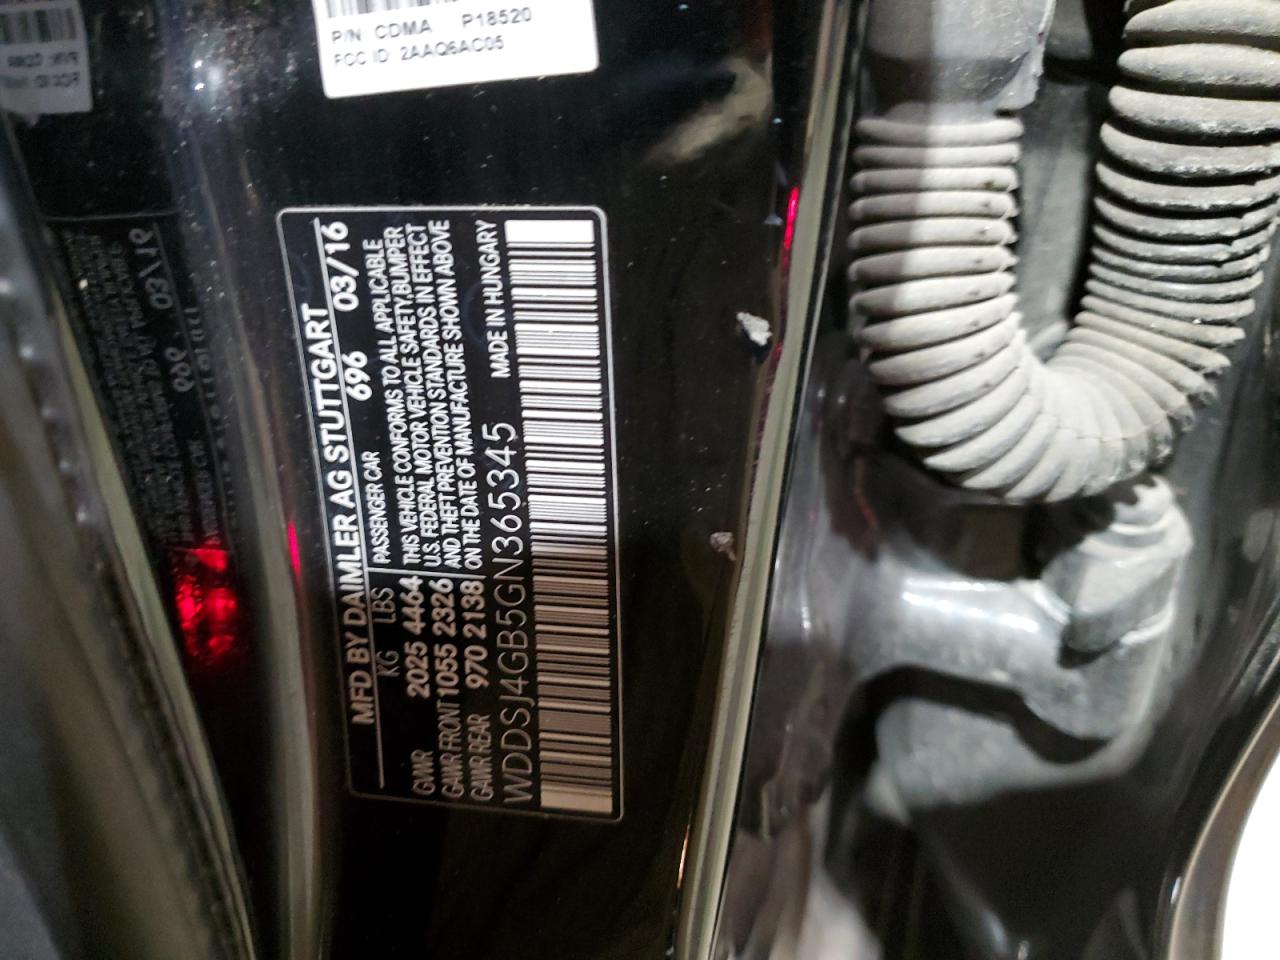 P/N CDMA P18520
FCC ID 2AAQ6AC05
MFD BY DAIMLER AG STUTTGART
KG LBS 696 03/16
GVWR 2025 4464
GAWR FRONT 1055 2326
GAWR REAR 970 2138
PASSENGER CAR
THIS VEHICLE CONFORMS TO ALL APPLICABLE
U.S. FEDERAL MOTOR VEHICLE SAFETY,BUMPER
AND THEFT PREVENTION STANDARDS IN EFFECT
ON THE DATE OF MANUFACTURE SHOWN ABOVE
WDDSJ4GB5GN365345
MADE IN HUNGARY